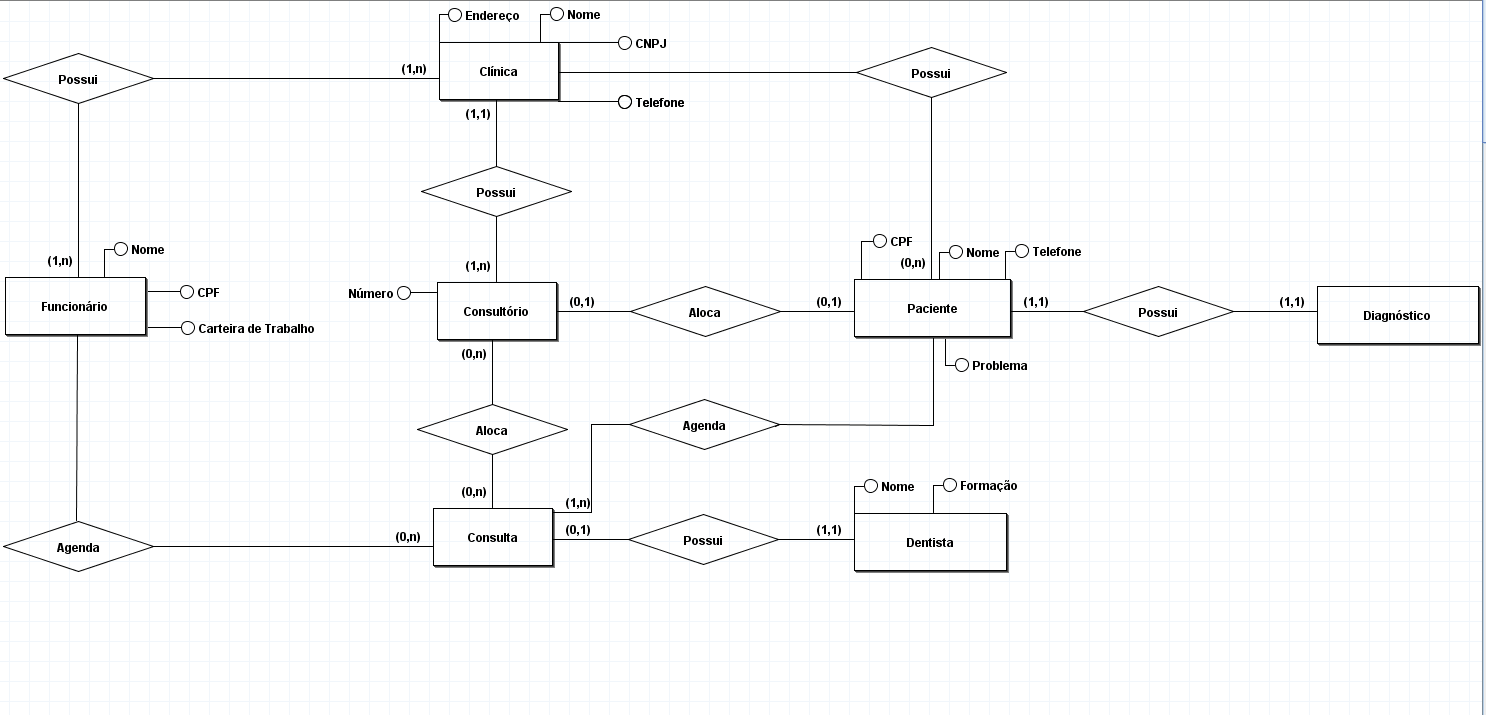 Endereço
Nome
CNPJ
Possui
(1,n)
Clínica
Possui
Telefone
(1,1)
Possui
Nome
CPF
Nome
Telefone
(1,n)
(1,n)
(0,n)
CPF
Número
Funcionário
Consultório
(0,1)
Aloca
(0,1)
Paciente
(1,1)
Possui
(1,1)
Diagnóstico
Carteira de Trabalho
(0,n)
Problema
Aloca
Agenda
(0,n)
Nome
Formação
(1,n)
Agenda
(0,n)
Consulta
(0,1)
Possui
(1,1)
Dentista